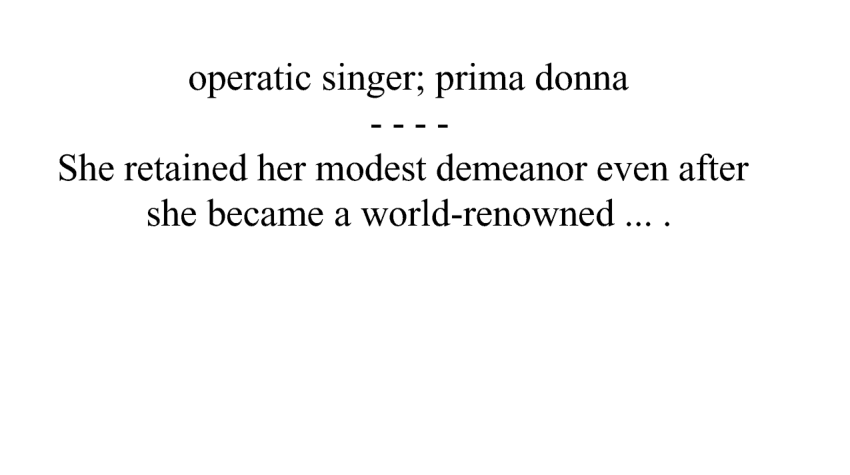 operatic singer; prima donna
- - - -
She retained her modest demeanor even after
she became a world-renowned ... .